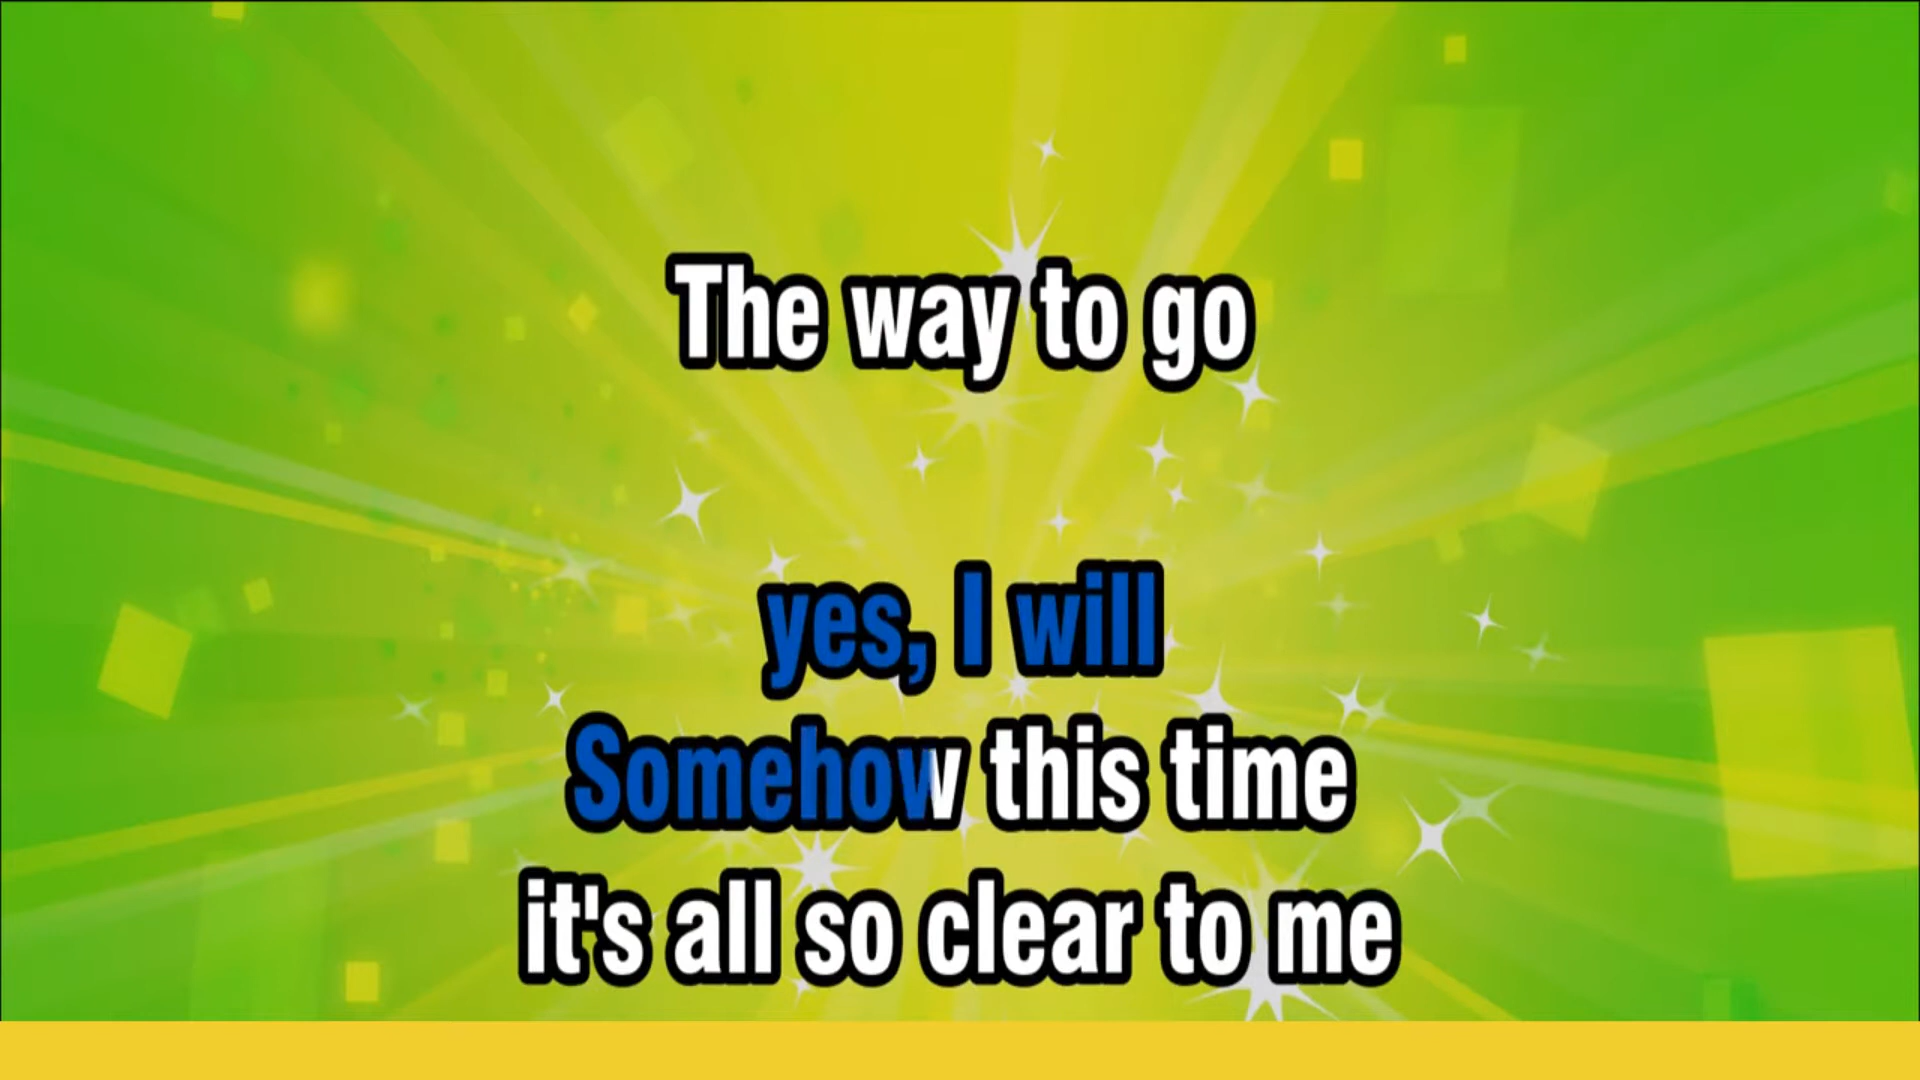 The way to go
yes, I will
Somehow this time
it's all so clear to me